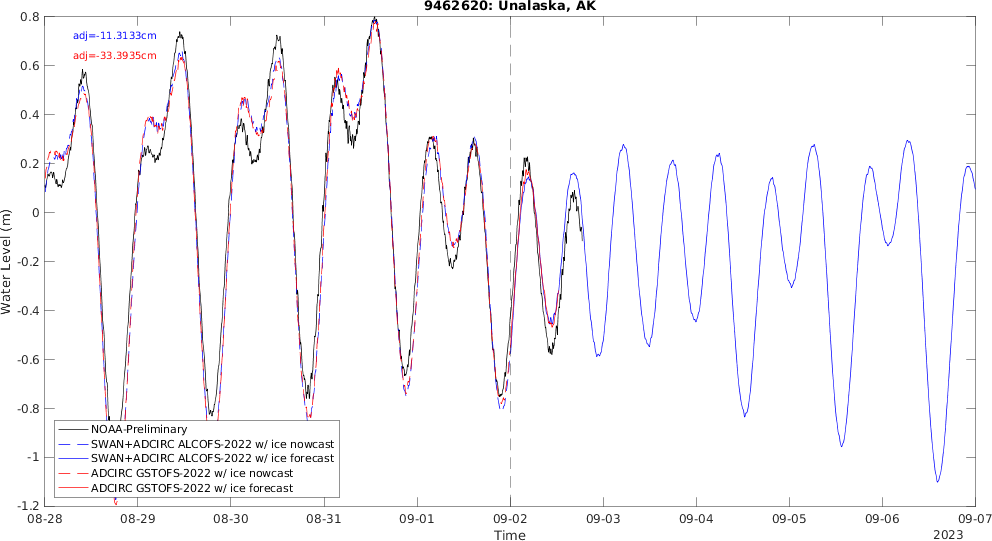 9462620: Unalaska, AK
adj=-11.3133cm
adj=-33.3935cm
0.8
0.6
0.4
0.2
0
-0.2
-0.4
-0.6
-0.8
-1
-1.2
Water Level (m)
NOAA-Preliminary
SWAN+ADCIRC ALCOFS-2022 w/ ice nowcast
SWAN+ADCIRC ALCOFS-2022 w/ ice forecast
ADCIRC GSTOFS-2022 w/ ice nowcast
ADCIRC GSTOFS-2022 w/ ice forecast
08-28 08-29 08-30 08-31 09-01 09-02 09-03 09-04 09-05 09-06 09-07
Time
2023